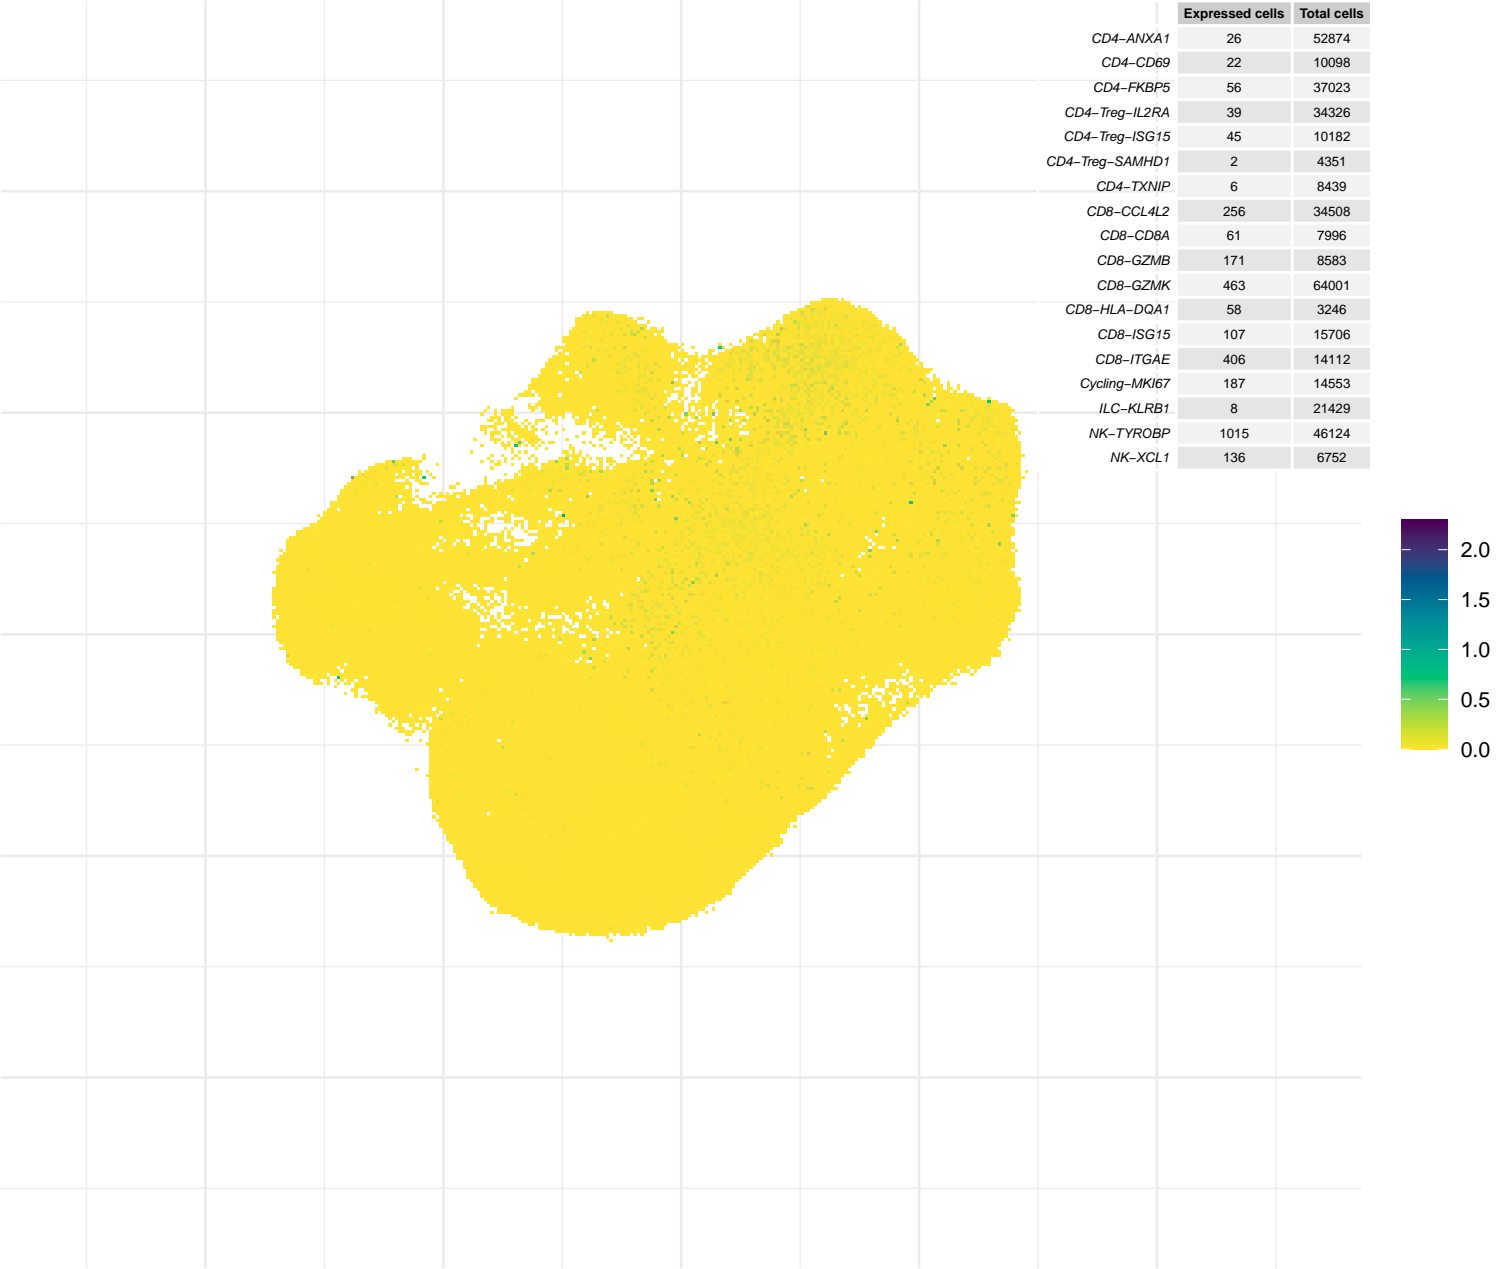 Expressed cells Total cells
CD4−ANXA1 26 52874
CD4−CD69 22 10098
CD4−FKBP5 56 37023
CD4−Treg−IL2RA 39 34326
CD4−Treg−ISG15 45 10182
CD4−Treg−SAMHD1 2 4351
CD4−TXNIP 6 8439
CD8−CCL4L2 256 34508
CD8−CD8A 61 7996
CD8−GZMB 171 8583
CD8−GZMK 463 64001
CD8−HLA−DQA1 58 3246
CD8−ISG15 107 15706
CD8−ITGAE 406 14112
Cycling−MKI67 187 14553
ILC−KLRB1 8 21429
NK−TYROBP 1015 46124
NK−XCL1 136 6752
2.0
1.5
1.0
0.5
0.0